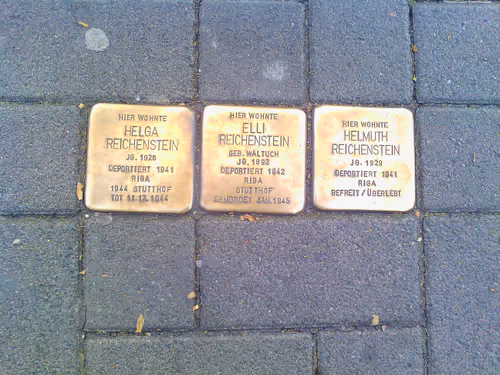 HIER WOHNTE
HELGA
REICHENSTEIN
JG. 1926
DEPORTIERT 1941
RIGA
1944 STUTTHOF
TOT 11.12.1944
HIER WOHNTE
ELLI
REICHENSTEIN
GEB. WALTUCH
JG. 1892
DEPORTIERT 1942
RIGA
STUTTHOF
ERMORDET JAN. 1945
HIER WOHNTE
HELMUTH
REICHENSTEIN
JG. 1929
DEPORTIERT 1941
RIGA
BEFREIT / ÜBERLEBT